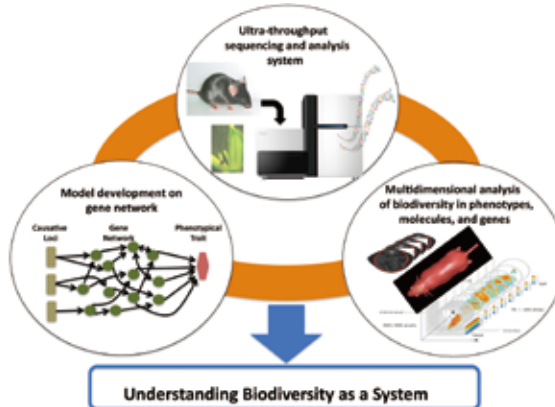 Ultra-throughput
sequencing and analysis
system
Model development on
gene network
Causative
Loci
Gene
Network
Phenotypical
Trait
Multidimensional analysis
of biodiversity in phenotypes,
molecules, and genes
Understanding Biodiversity as a System